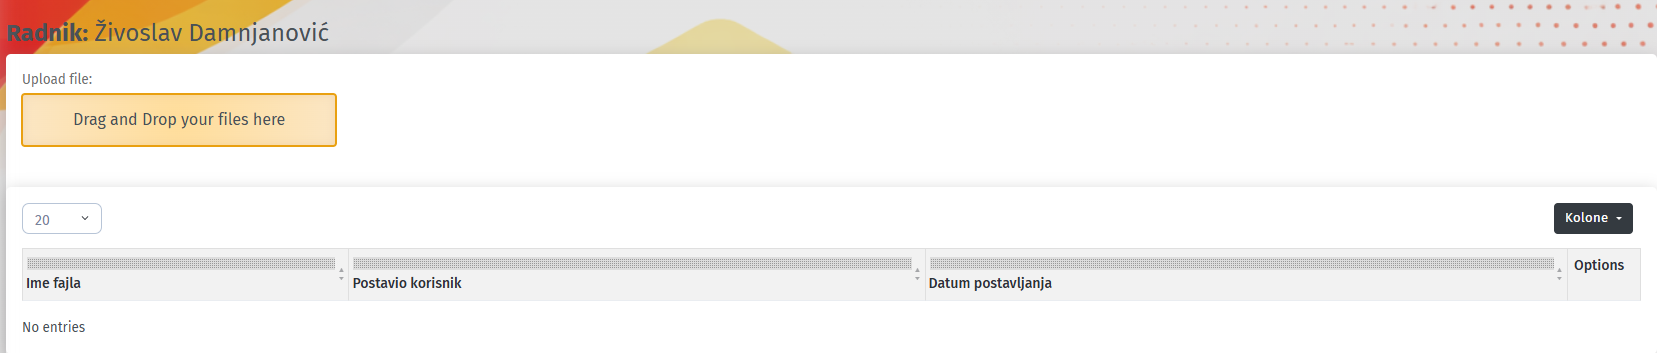 Radnik: Živoslav Damnjanović
Upload file:
Drag and Drop your files here
20
Kolone
Ime fajla Postavio korisnik Datum postavljanja Options
No entries